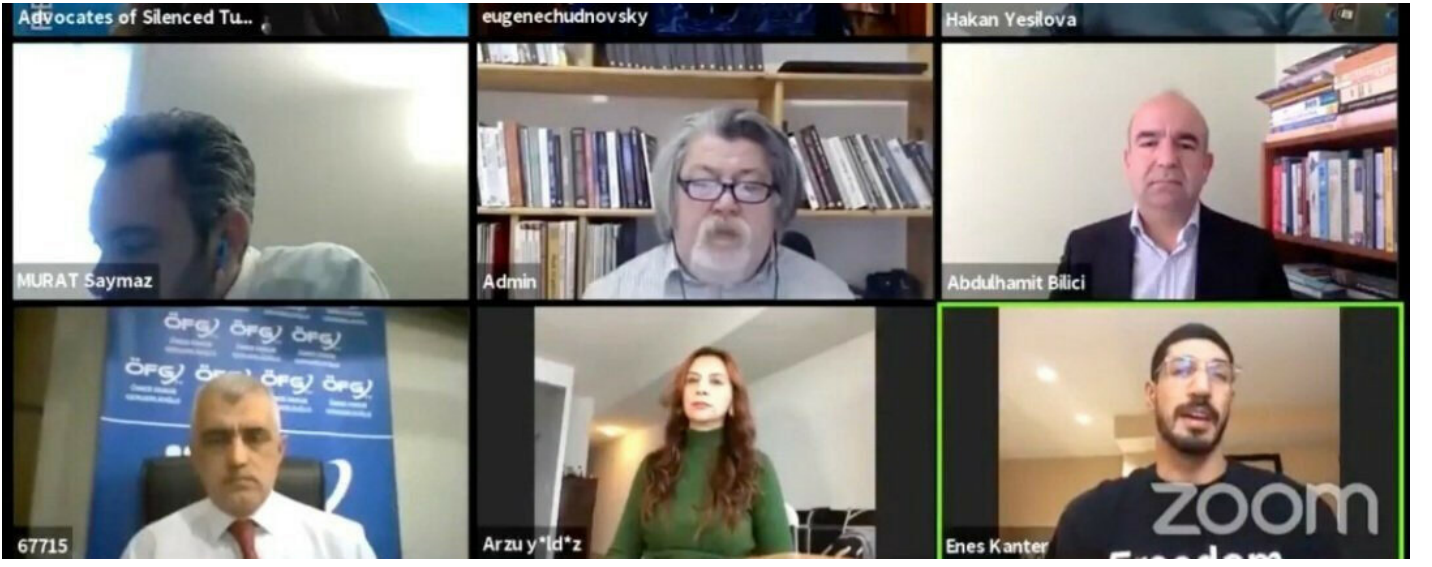 Advocates of Silenced Tu...
eugenechudnovsky
Hakan Yesilova
MURAT Saymaz
Admin
Abdulhamit Bilici
ÖFG ÖFG ÖFG
ÖFG ÖFG ÖFG ÖFG
67715
Arzu y*ld*z
Enes Kanter
zoom
Freedom